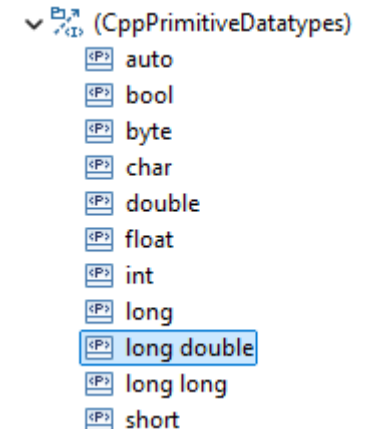 (CppPrimitiveDatatypes)
auto
bool
byte
char
double
float
int
long
long double
long long
short